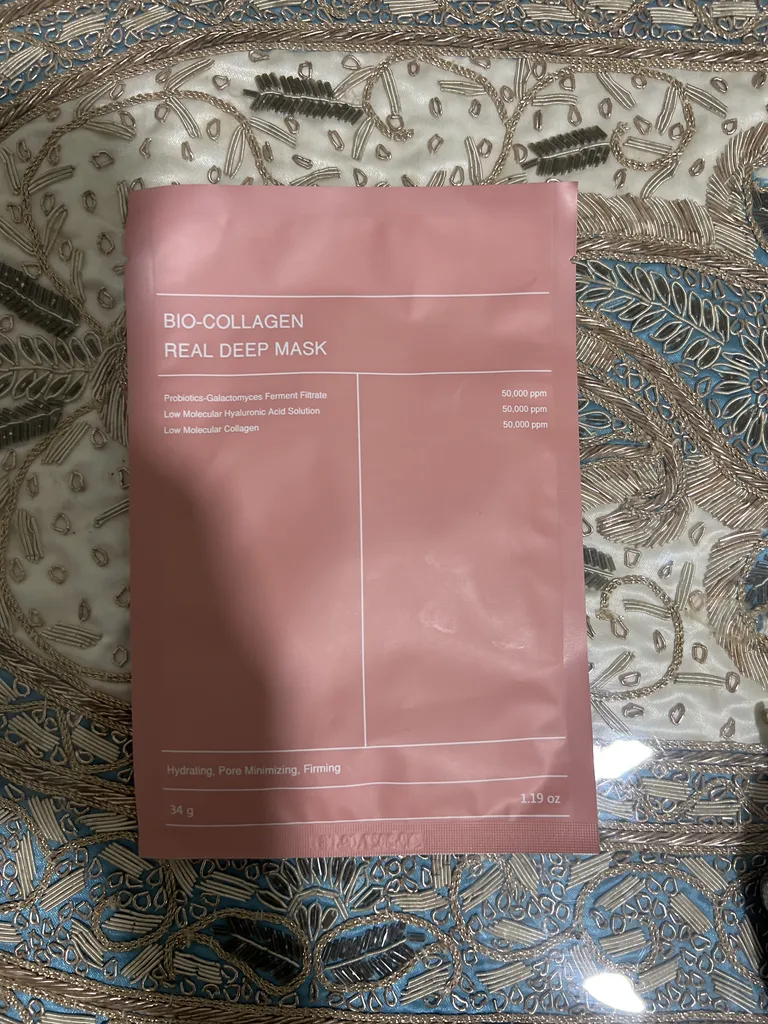 BIO-COLLAGEN
REAL DEEP MASK
Probiotics-Galactomyces Ferment Filtrate 50,000 ppm
Low Molecular Hyaluronic Acid Solution 50,000 ppm
Low Molecular Collagen 50,000 ppm
Hydrating, Pore Minimizing, Firming
34 g 1.19 oz